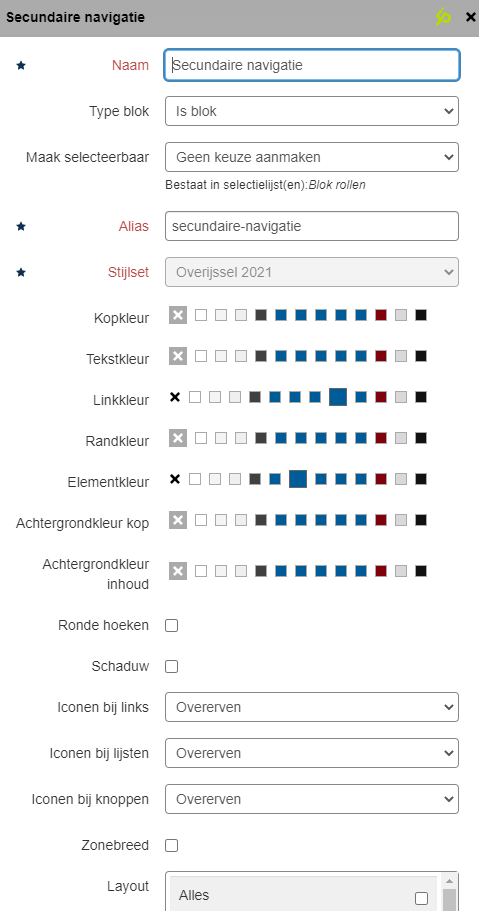 Secundaire navigatie
Naam Secundaire navigatie
Type blok Is blok
Maak selecteerbaar Geen keuze aanmaken
Bestaat in selectielijst(en):Blok rollen
Alias secundaire-navigatie
Stijlset Overijssel 2021
Kopkleur
Tekstkleur
Linkkleur
Randkleur
Elementkleur
Achtergrondkleur kop
Achtergrondkleur
inhoud
Ronde hoeken
Schaduw
Iconen bij links Overerven
Iconen bij lijsten Overerven
Iconen bij knoppen Overerven
Zonebreed
Layout Alles